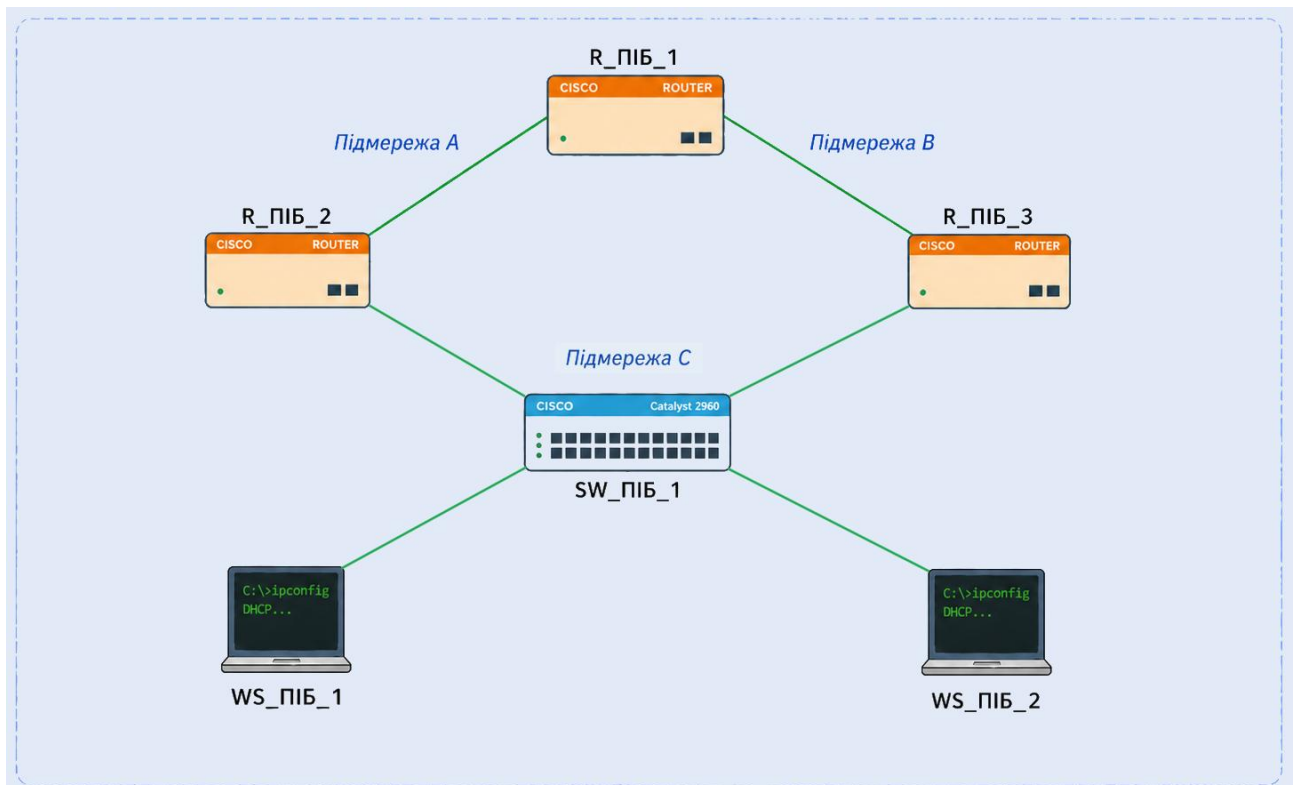 R_ПІБ_1
CISCO ROUTER
Підмережа A
Підмережа B
R_ПІБ_2
CISCO ROUTER
R_ПІБ_3
CISCO ROUTER
Підмережа C
CISCO Catalyst 2960
SW_ПІБ_1
C:\>ipconfig
DHCP...
WS_ПІБ_1
C:\>ipconfig
DHCP...
WS_ПІБ_2